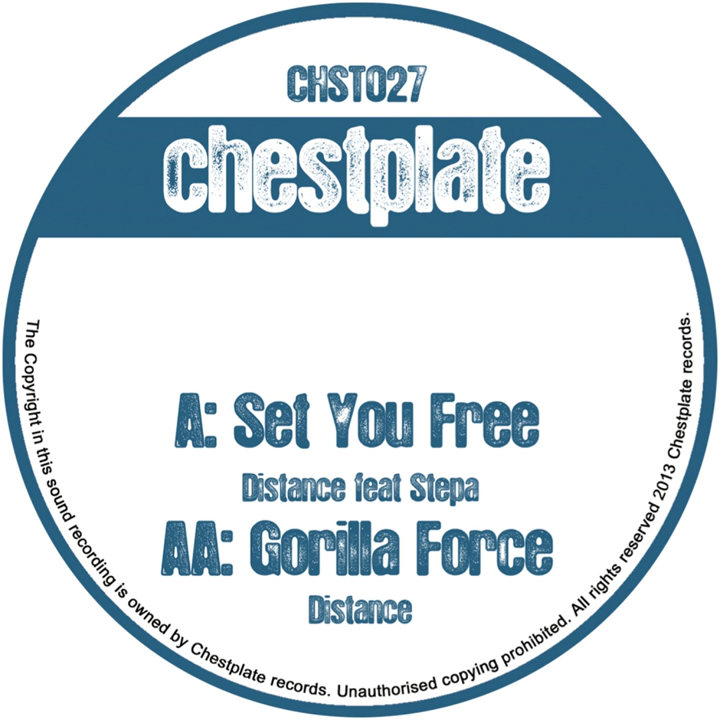 CHST027
chestplate
A: Set You Free
Distance feat Stepa
AA: Gorilla Force
Distance
The Copyright in this sound recording is owned by Chestplate records. Unauthorised copying prohibited. All rights reserved 2013 Chestplate records.